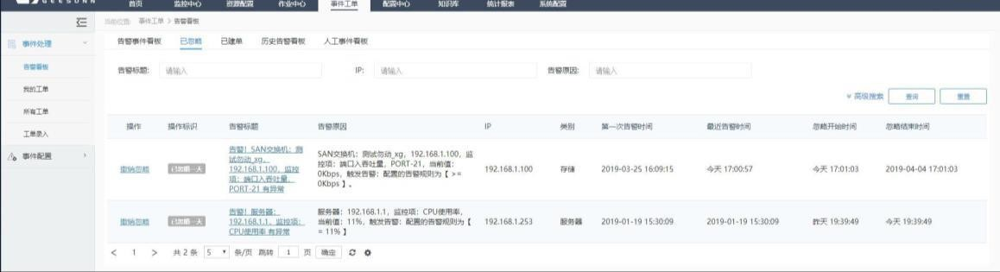 GEESUNN
首页 监控中心 资源配置 作业中心 事件工单 配置中心 知识库 统计报表 系统配置
当前位置: 事件工单 > 告警看板
事件处理
告警看板
我的工单
所有工单
工单录入
事件配置
告警事件看板 已忽略 已建单 历史告警看板 人工事件看板
告警标题: 请输入 IP: 请输入 告警原因: 请输入
高级搜索 查询 重置
操作 操作标识 告警标题 告警原因 IP 类别 第一次告警时间 最近告警时间 忽略开始时间 忽略结束时间
撤销忽略 已忽略一天
告警！SAN交换机：测
试勿动_xg，
192.168.1.100，监控
项：端口入吞吐量，
PORT-21 有异常
SAN交换机：测试勿动_xg，192.168.1.100，监
控项：端口入吞吐量，PORT-21，当前值：
0Kbps，触发告警：配置的告警规则为【 >=
0Kbps 】。
192.168.1.100 存储 2019-03-25 16:09:15 今天 17:00:57 今天 17:01:03 2019-04-04 17:01:03
撤销忽略 已忽略一天
告警！服务器：
192.168.1.1，监控项：
CPU使用率 有异常
服务器：192.168.1.1，监控项：CPU使用率，
当前值：11%，触发告警：配置的告警规则为【
= 11% 】
192.168.1.253 服务器 2019-01-19 15:30:09 2019-01-19 15:30:09 昨天 19:39:49 今天 19:39:49
< 1 > 共 2 条 5 条/页 跳转 1 页 确定